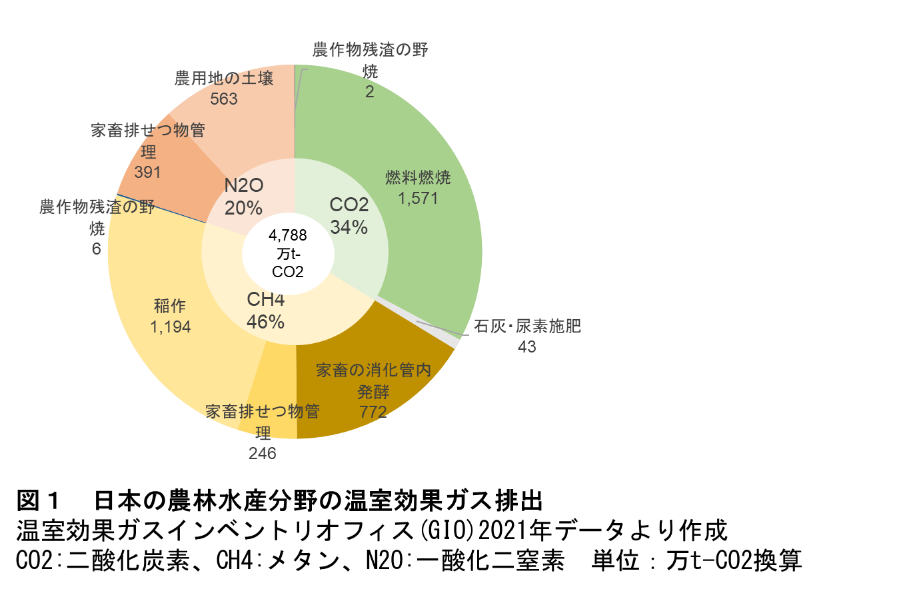 農作物残渣の野
焼
2
農用地の土壌
563
家畜排せつ物管
理
391
燃料燃焼
1,571
N2O
20%
CO2
34%
農作物残渣の野
焼
6
4,788
万t-
CO2
稲作
1,194
CH4
46%
石灰・尿素施肥
43
家畜の消化管内
発酵
772
家畜排せつ物管
理
246
図1 日本の農林水産分野の温室効果ガス排出
温室効果ガスインベントリオフィス(GIO)2021年データより作成
CO2:二酸化炭素、CH4:メタン、N2O:一酸化二窒素 単位:万t-CO2換算